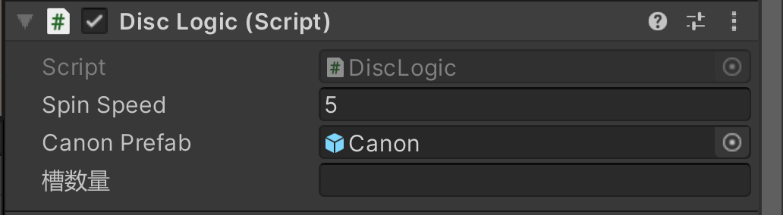 Disc Logic (Script)
Script DiscLogic
Spin Speed 5
Canon Prefab Canon
槽数量